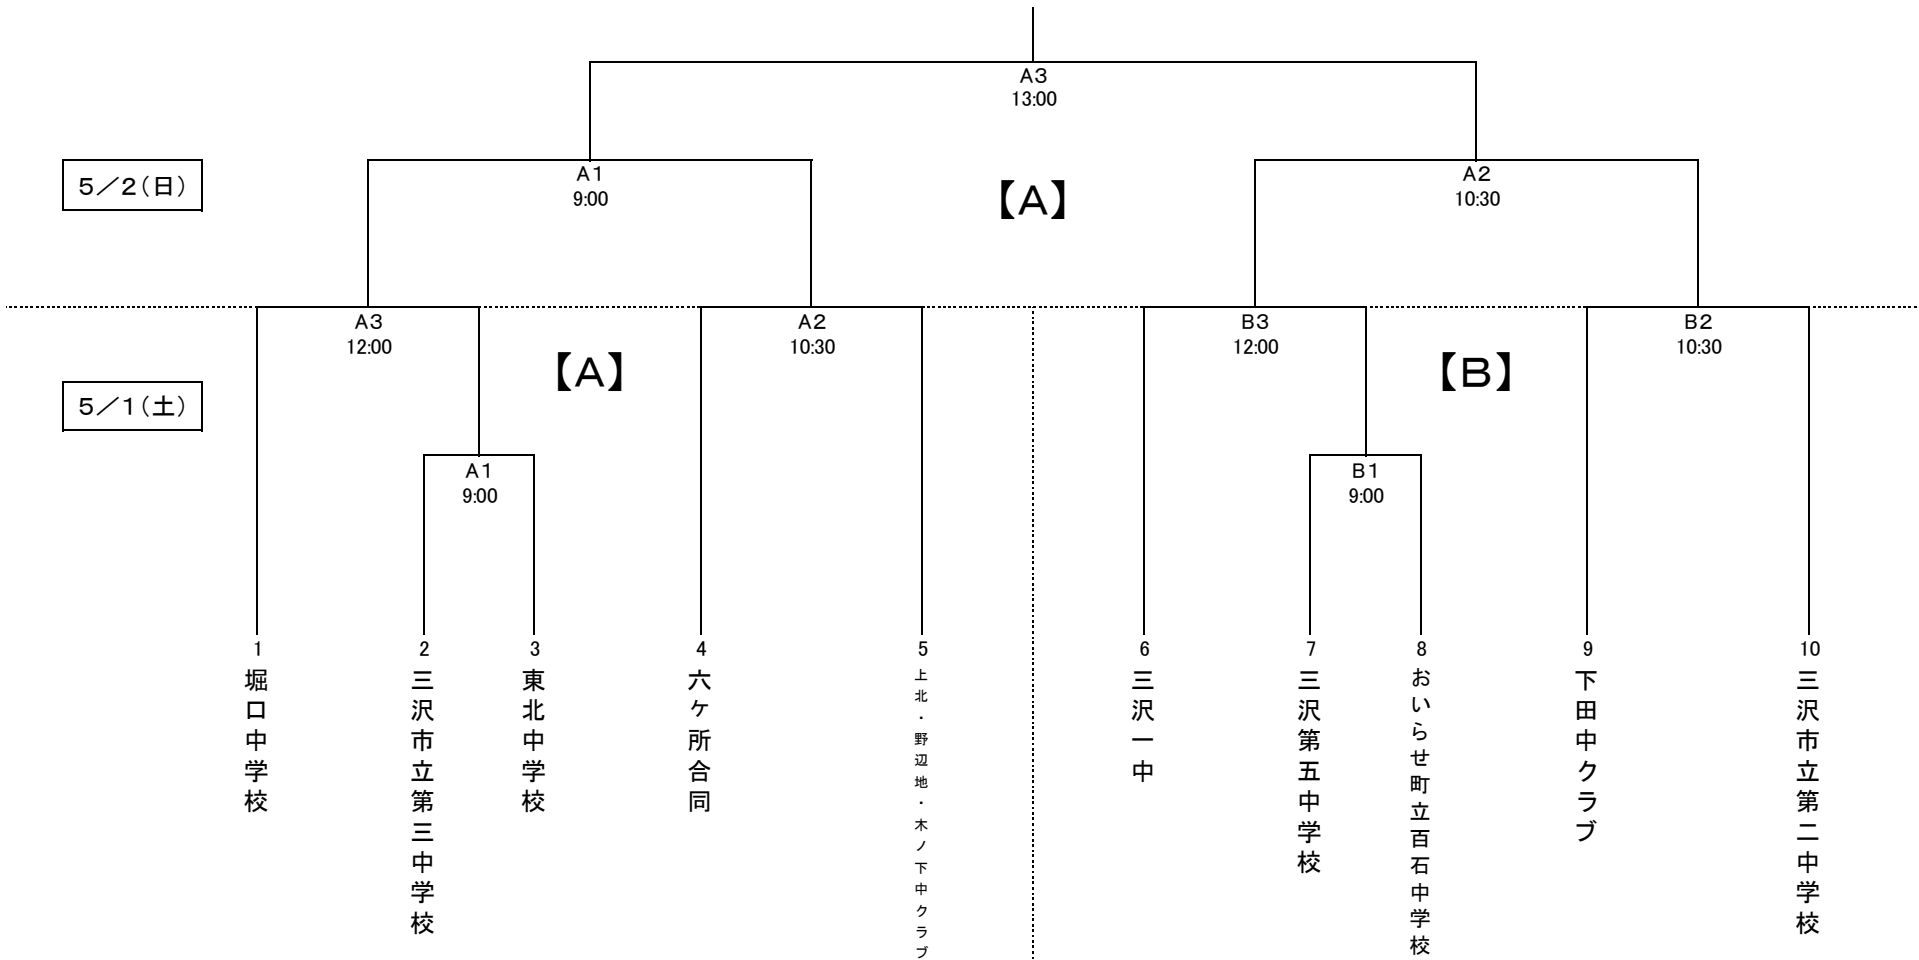 A3
13:00
5／2（日）
A1
9:00
【A】
A2
10:30
A3
12:00
A2
10:30
B3
12:00
B2
10:30
【A】
【B】
5／1（土）
A1
9:00
B1
9:00
1
堀口中学校
2
三沢市立第三中学校
3
東北中学校
4
六ケ所合同
5
上北・野辺地・木ノ下中クラブ
6
三沢一中
7
三沢第五中学校
8
おいらせ町立百石中学校
9
下田中クラブ
10
三沢市立第二中学校